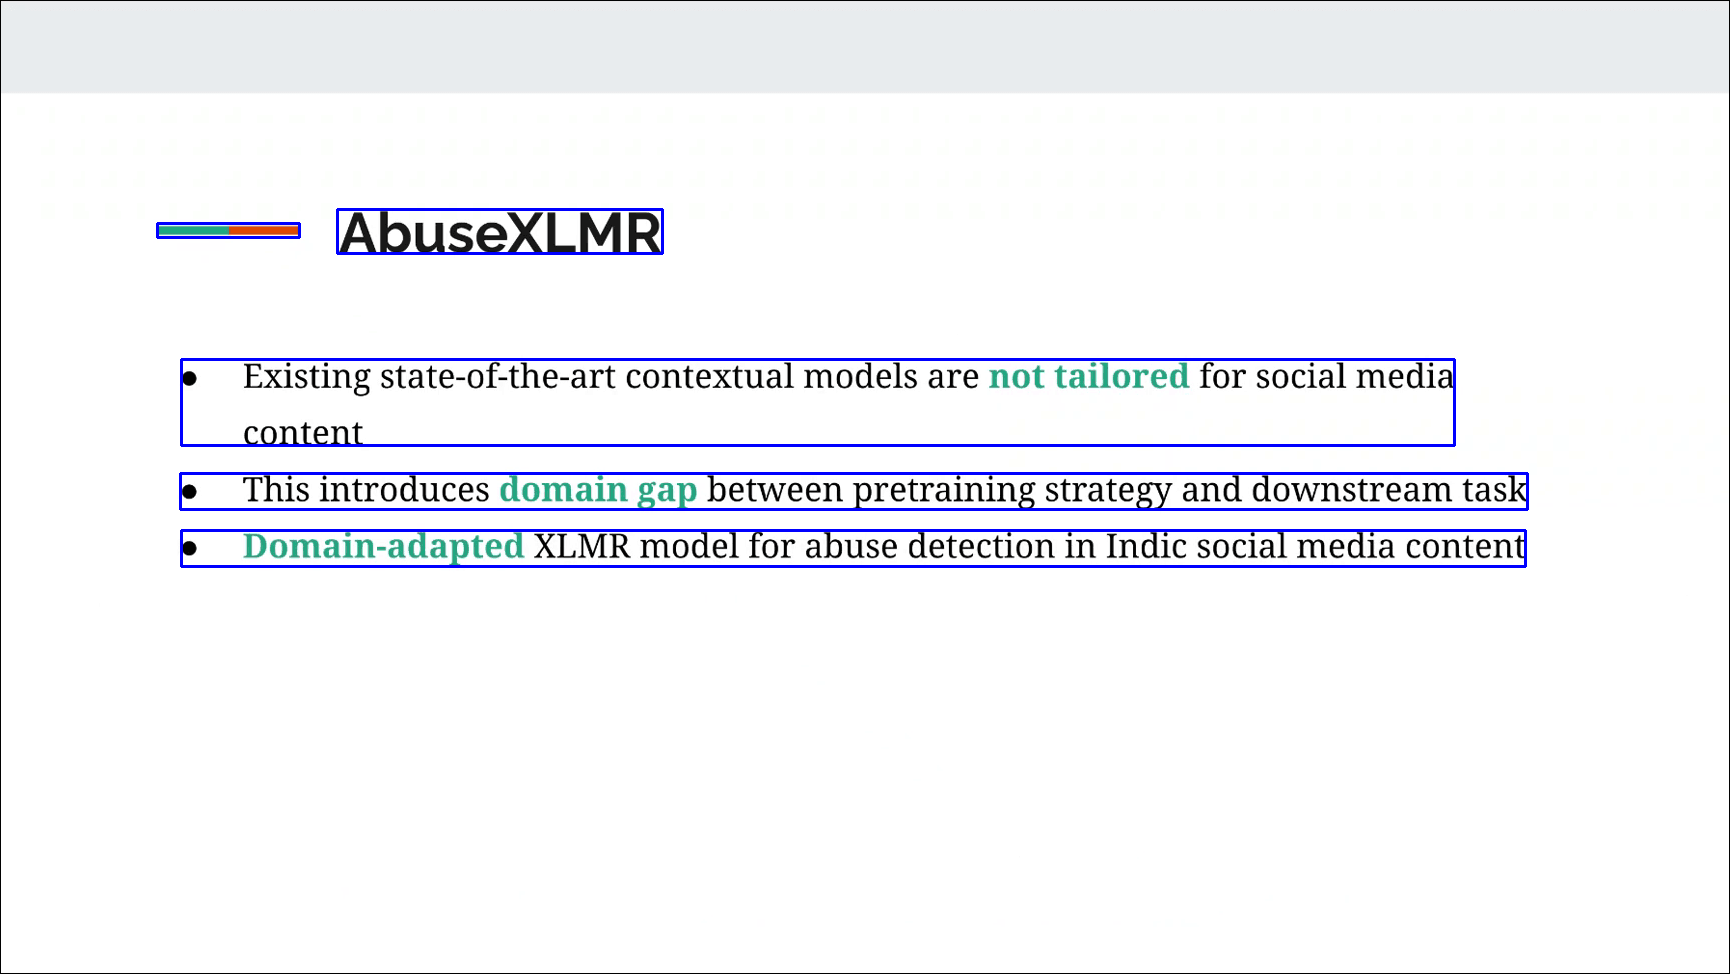 AbuseXLMR
● Existing state-of-the-art contextual models are not tailored for social media
content
● This introduces domain gap between pretraining strategy and downstream task
● Domain-adapted XLMR model for abuse detection in Indic social media content